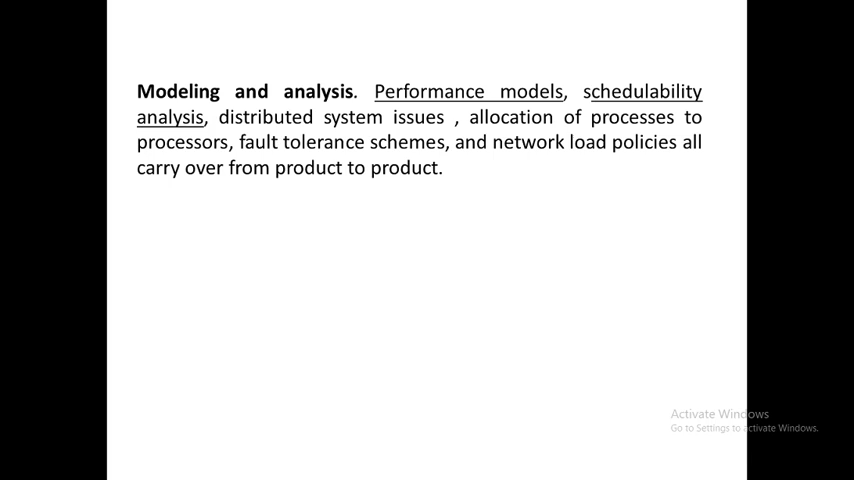 Modeling and analysis. Performance models, schedulability
analysis, distributed system issues , allocation of processes to
processors, fault tolerance schemes, and network load policies all
carry over from product to product.
Activate Windows
Go to Settings to activate Windows.